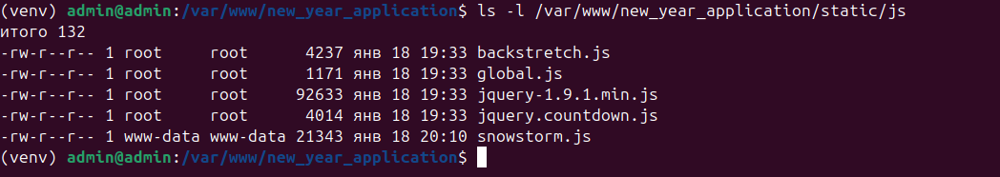 (venv) admin@admin:/var/www/new_year_application$ ls -l /var/www/new_year_application/static/js
итого 132
-rw-r--r-- 1 root     root      4237 янв 18 19:33 backstretch.js
-rw-r--r-- 1 root     root      1171 янв 18 19:33 global.js
-rw-r--r-- 1 root     root     92633 янв 18 19:33 jquery-1.9.1.min.js
-rw-r--r-- 1 root     root      4014 янв 18 19:33 jquery.countdown.js
-rw-r--r-- 1 www-data www-data 21343 янв 18 20:10 snowstorm.js
(venv) admin@admin:/var/www/new_year_application$